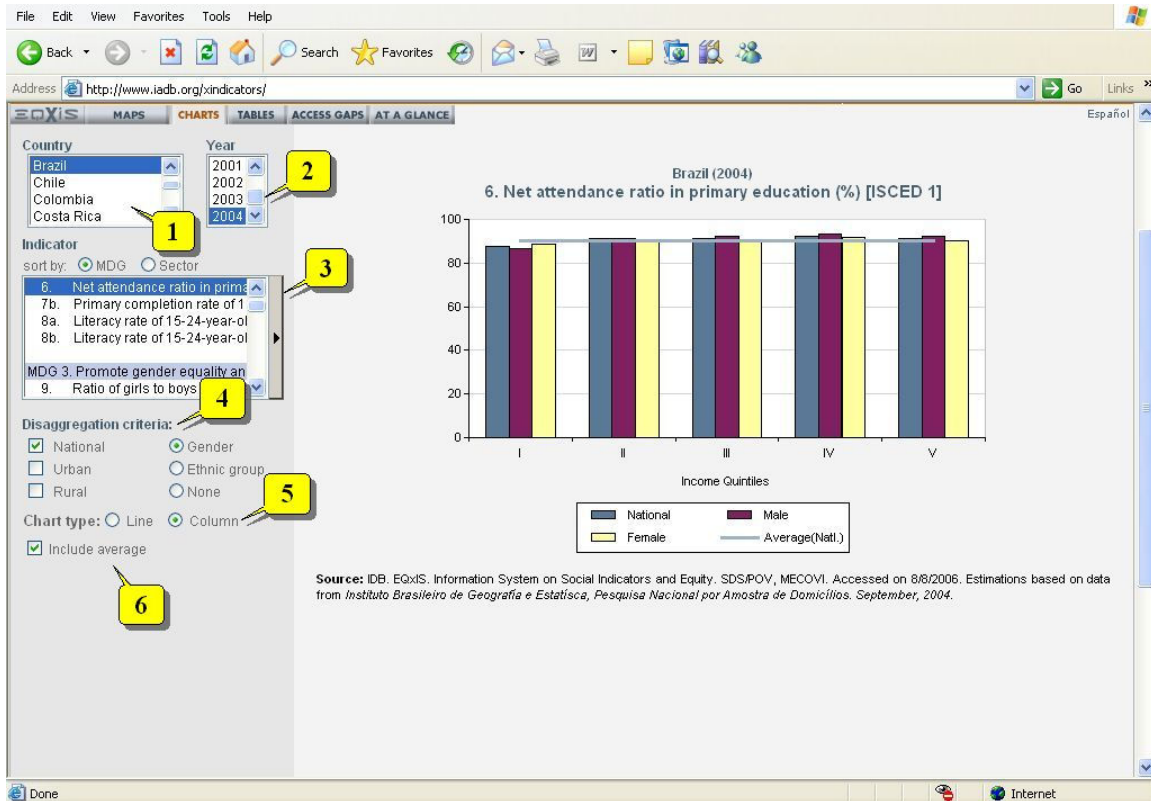 File Edit View Favorites Tools Help
Back Search Favorites
Address http://www.iadb.org/xindicators/ Go Links »
EQXIS MAPS CHARTS TABLES ACCESS GAPS AT A GLANCE Español
Country Year
Brazil 2001
Chile 2002
Colombia 2003
Costa Rica 2004
1
2
Indicator
sort by: MDG Sector
3
6. Net attendance ratio in prima
7b. Primary completion rate of 1
8a. Literacy rate of 15-24-year-ol
8b. Literacy rate of 15-24-year-ol
MDG 3. Promote gender equality an
9. Ratio of girls to boys
4
Disaggregation criteria:
National Gender
Urban Ethnic group
Rural None
5
Chart type: Line Column
Include average
6
Brazil (2004)
6. Net attendance ratio in primary education (%) [ISCED 1]
100
80
60
40
20
0
I II III IV V
Income Quintiles
National Male
Female Average(Natl.)
Source: IDB. EQxIS. Information System on Social Indicators and Equity. SDS/POV, MECOVI. Accessed on 8/8/2006. Estimations based on data
from Instituto Brasileiro de Geografía e Estatísca, Pesquisa Nacional por Amostra de Domicílios. September, 2004.
Done Internet